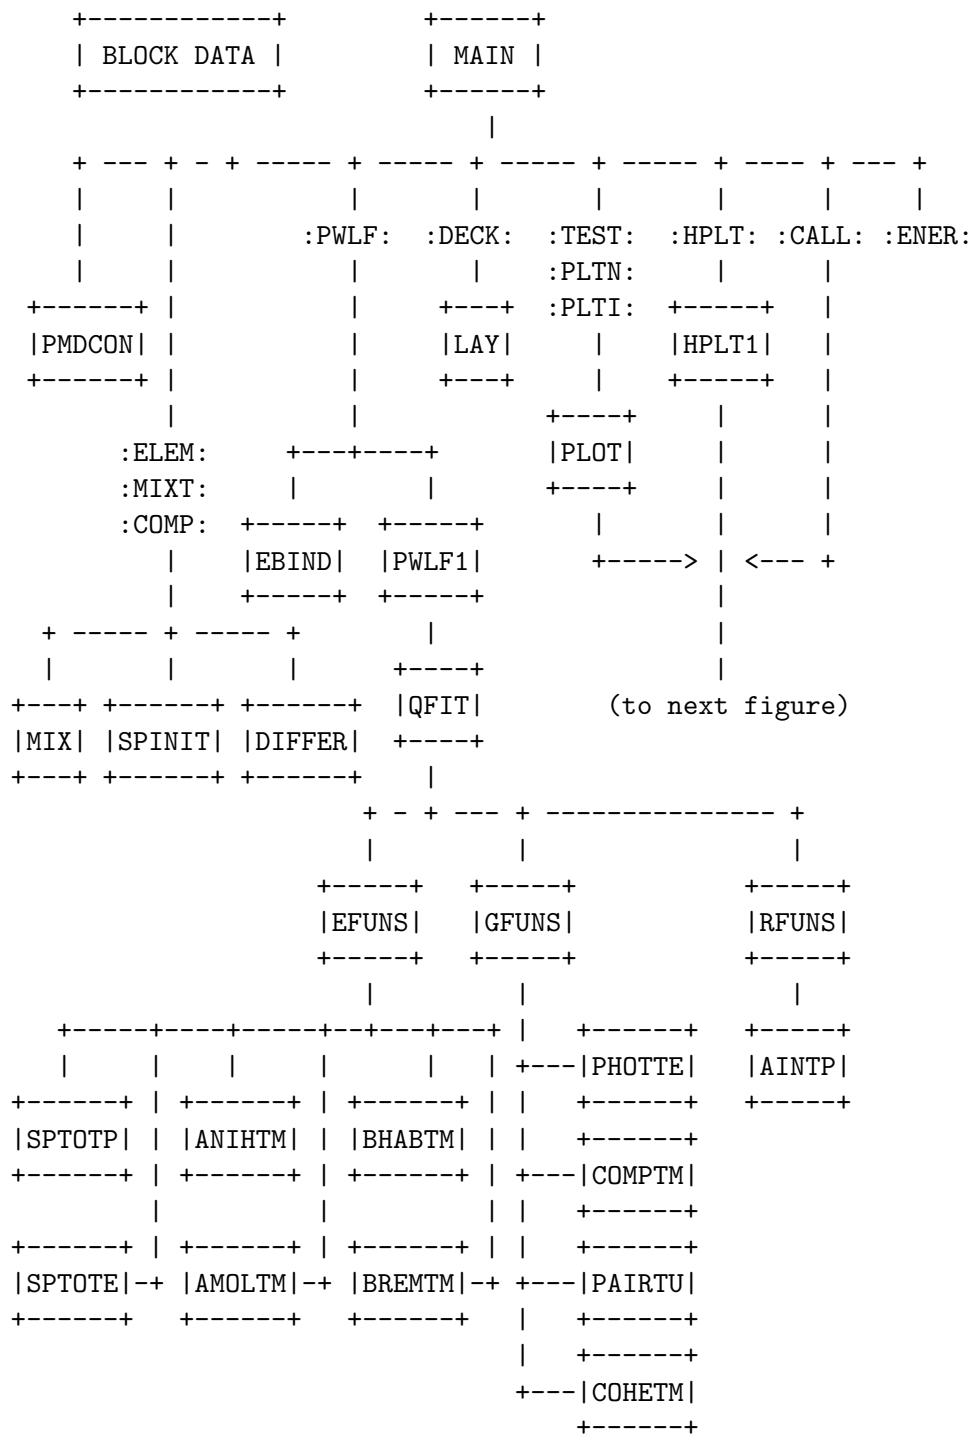 BLOCK DATA MAIN
:PWLF: :DECK: :TEST: :HPLT: :CALL: :ENER:
:PLTN:
:PLTI:
PMDCON LAY HPLT1
:ELEM: PLOT
:MIXT:
:COMP:
EBIND PWLF1
QFIT (to next figure)
MIX SPINIT DIFFER
EFUNS GFUNS RFUNS
PHOTTE AINTP
SPTOTP ANIHTM BHABTM
COMPTM
SPTOTE AMOLTM BREMTM PAIRTU
COHETM